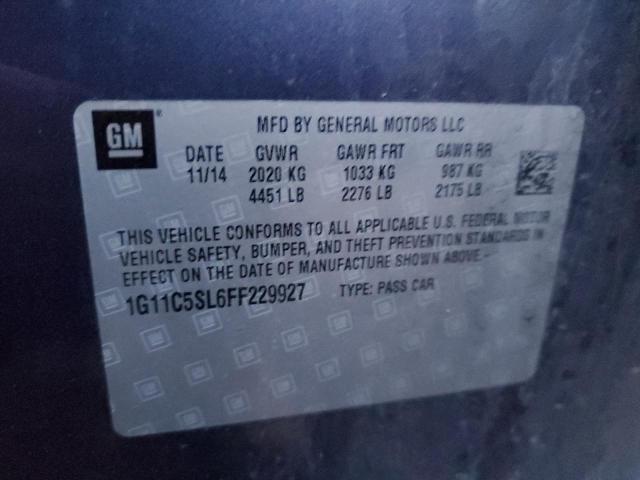 GM
®
MFD BY GENERAL MOTORS LLC
DATE GVWR GAWR FRT GAWR RR
11/14 2020 KG 1033 KG 987 KG
4451 LB 2276 LB 2175 LB
THIS VEHICLE CONFORMS TO ALL APPLICABLE U.S. FEDERAL MOTOR
VEHICLE SAFETY, BUMPER, AND THEFT PREVENTION STANDARDS IN
EFFECT ON THE DATE OF MANUFACTURE SHOWN ABOVE.
1G11C5SL6FF229927 TYPE: PASS CAR